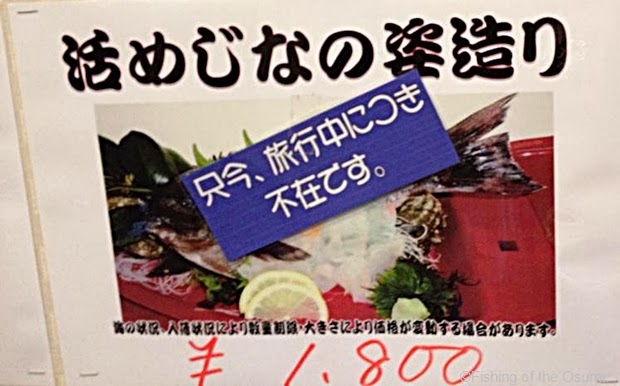 活めじなの姿造り
只今、旅行中につき
不在です。
海の状況、入荷状況により数量制限・大きさにより価格が変動する場合があります。
¥ 1,800
©Fishing of the Osuma